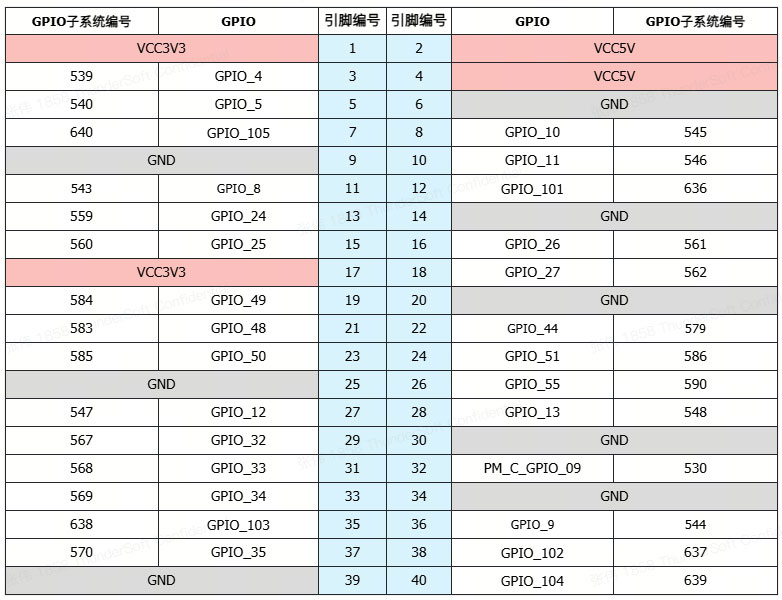 GPIO子系统编号 GPIO 引脚编号 引脚编号 GPIO GPIO子系统编号
VCC3V3 1 2 VCC5V
539 GPIO_4 3 4 VCC5V
540 GPIO_5 5 6 GND
640 GPIO_105 7 8 GPIO_10 545
GND 9 10 GPIO_11 546
543 GPIO_8 11 12 GPIO_101 636
559 GPIO_24 13 14 GND
560 GPIO_25 15 16 GPIO_26 561
VCC3V3 17 18 GPIO_27 562
584 GPIO_49 19 20 GND
583 GPIO_48 21 22 GPIO_44 579
585 GPIO_50 23 24 GPIO_51 586
GND 25 26 GPIO_55 590
547 GPIO_12 27 28 GPIO_13 548
567 GPIO_32 29 30 GND
568 GPIO_33 31 32 PM_C_GPIO_09 530
569 GPIO_34 33 34 GND
638 GPIO_103 35 36 GPIO_9 544
570 GPIO_35 37 38 GPIO_102 637
GND 39 40 GPIO_104 639